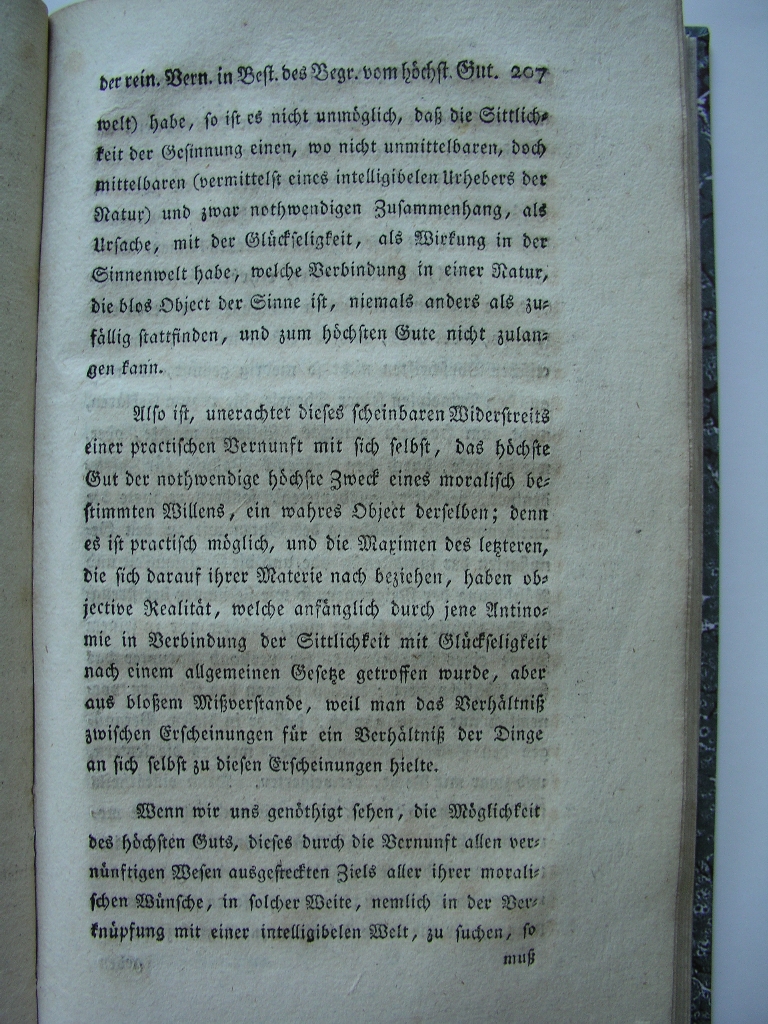 der rein. Vern. in Best. des Begr. vom höchst. Gut. 207
welt) habe, so ist es nicht unmöglich, daß die Sittlich-
keit der Gesinnung einen, wo nicht unmittelbaren, doch
mittelbaren (vermittelst eines intelligibelen Urhebers der
Natur) und zwar nothwendigen Zusammenhang, als
Ursache, mit der Glückseligkeit, als Wirkung in der
Sinnenwelt habe, welche Verbindung in einer Natur,
die blos Object der Sinne ist, niemals anders als zu-
fällig stattfinden, und zum höchsten Gute nicht zulan-
gen kann.
Also ist, unerachtet dieses scheinbaren Widerstreits
einer practischen Vernunft mit sich selbst, das höchste
Gut der nothwendige höchste Zweck eines moralisch be-
stimmten Willens, ein wahres Object derselben; denn
es ist practisch möglich, und die Maximen des letzteren,
die sich darauf ihrer Materie nach beziehen, haben ob-
jective Realität, welche anfänglich durch jene Antino-
mie in Verbindung der Sittlichkeit mit Glückseligkeit
nach einem allgemeinen Gesetze getroffen wurde, aber
aus bloßem Mißverstande, weil man das Verhältniß
zwischen Erscheinungen für ein Verhältniß der Dinge
an sich selbst zu diesen Erscheinungen hielte.
Wenn wir uns genöthigt sehen, die Möglichkeit
des höchsten Guts, dieses durch die Vernunft allen ver-
nünftigen Wesen ausgesteckten Ziels aller ihrer morali-
schen Wünsche, in solcher Weite, nemlich in der Ver-
knüpfung mit einer intelligibelen Welt, zu suchen, so
muß